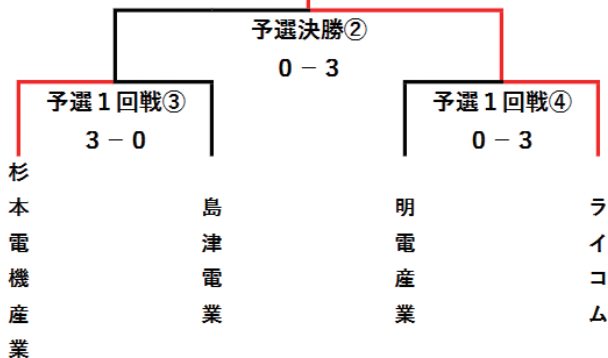 予選決勝②
0 − 3
予選１回戦③
3 − 0
予選１回戦④
0 − 3
杉本電機産業
島津電業
明電産業
ライコム